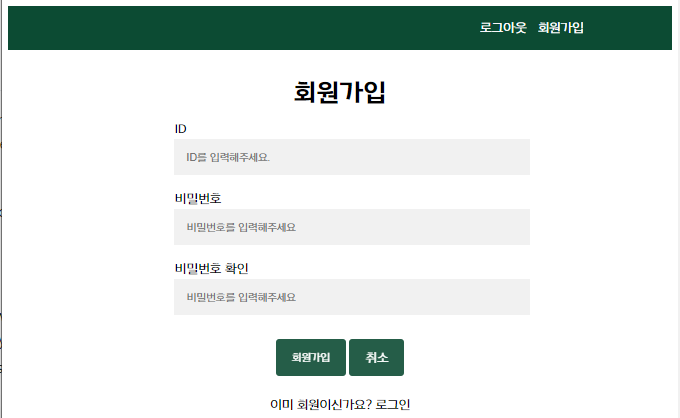 로그아웃 회원가입
회원가입
ID
ID를 입력해주세요.
비밀번호
비밀번호를 입력해주세요
비밀번호 확인
비밀번호를 입력해주세요
회원가입 취소
이미 회원이신가요? 로그인